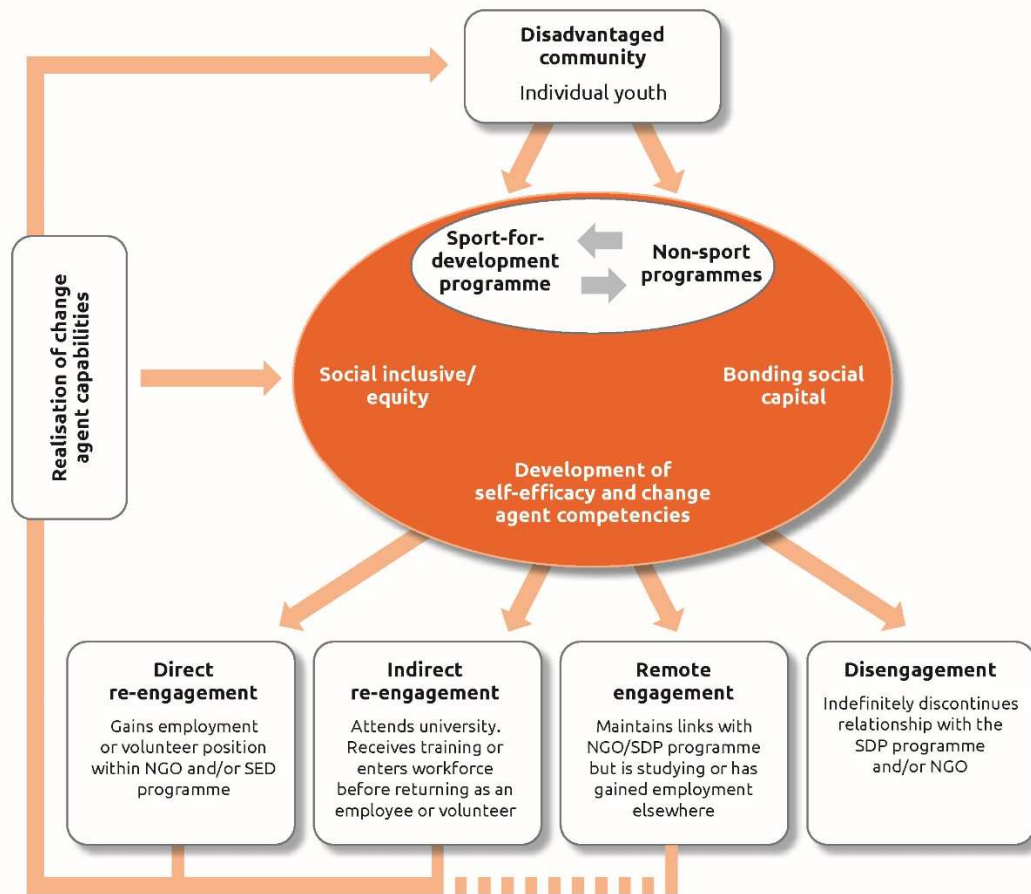 Disadvantaged
community
Individual youth
Sport-for-
development
programme
Non-sport
programmes
Realisation of change
agent capabilities
Social inclusive/
equity
Bonding social
capital
Development of
self-efficacy and change
agent competencies
Direct
re-engagement
Gains employment
or volunteer position
within NGO and/or SED
programme
Indirect
re-engagement
Attends university.
Receives training or
enters workforce
before returning as an
employee or volunteer
Remote
engagement
Maintains links with
NGO/SDP programme
but is studying or has
gained employment
elsewhere
Disengagement
Indefinitely discontinues
relationship with the
SDP programme
and/or NGO